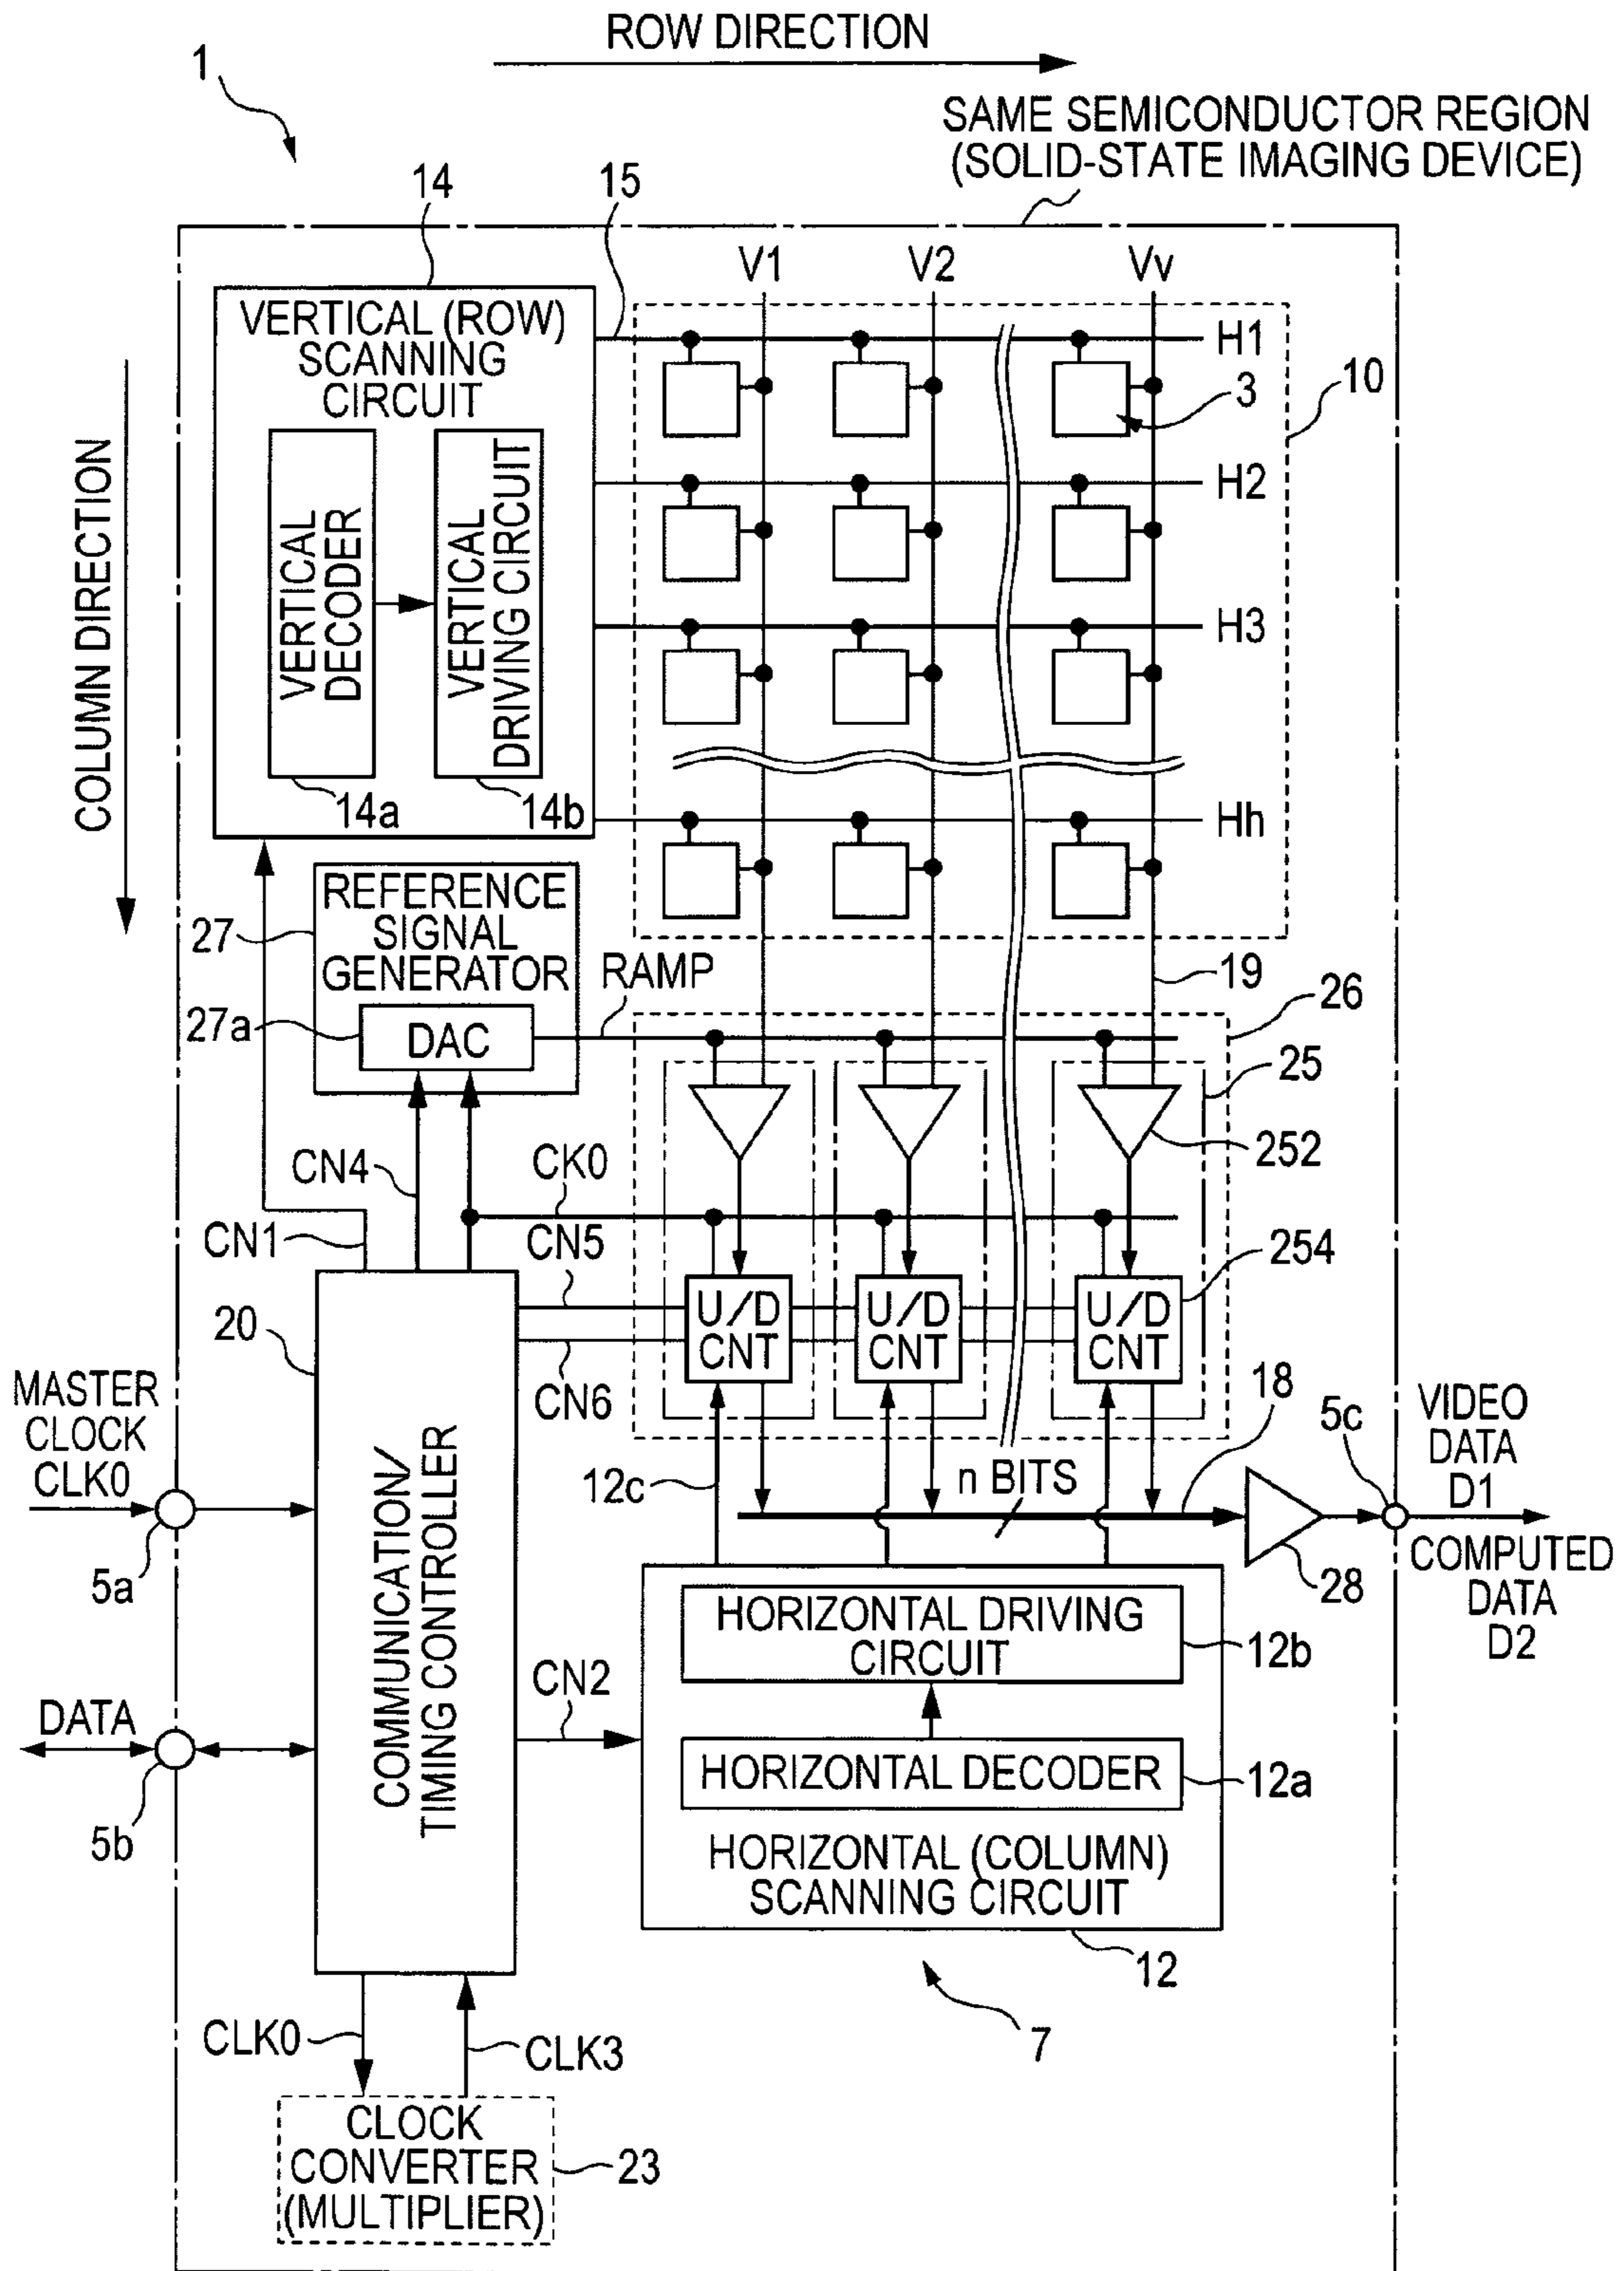 ROW DIRECTION
1
SAME SEMICONDUCTOR REGION
(SOLID-STATE IMAGING DEVICE)
14
15
V1
V2
Vv
VERTICAL (ROW)
SCANNING
CIRCUIT
H1
3
10
COLUMN DIRECTION
VERTICAL
DECODER
VERTICAL
DRIVING CIRCUIT
H2
H3
14a
14b
Hh
REFERENCE
SIGNAL
GENERATOR
27
RAMP
19
26
27a
DAC
25
252
CN4
CK0
CN1
CN5
254
U/D
CNT
U/D
CNT
U/D
CNT
20
CN6
MASTER
CLOCK
CLK0
18
5c
VIDEO
DATA
D1
12c
n BITS
5a
28
COMPUTED
DATA
D2
COMMUNICATION/
TIMING CONTROLLER
HORIZONTAL DRIVING
CIRCUIT
12b
CN2
DATA
HORIZONTAL DECODER
12a
5b
HORIZONTAL (COLUMN)
SCANNING CIRCUIT
12
7
CLK0
CLK3
CLOCK
CONVERTER
(MULTIPLIER)
23